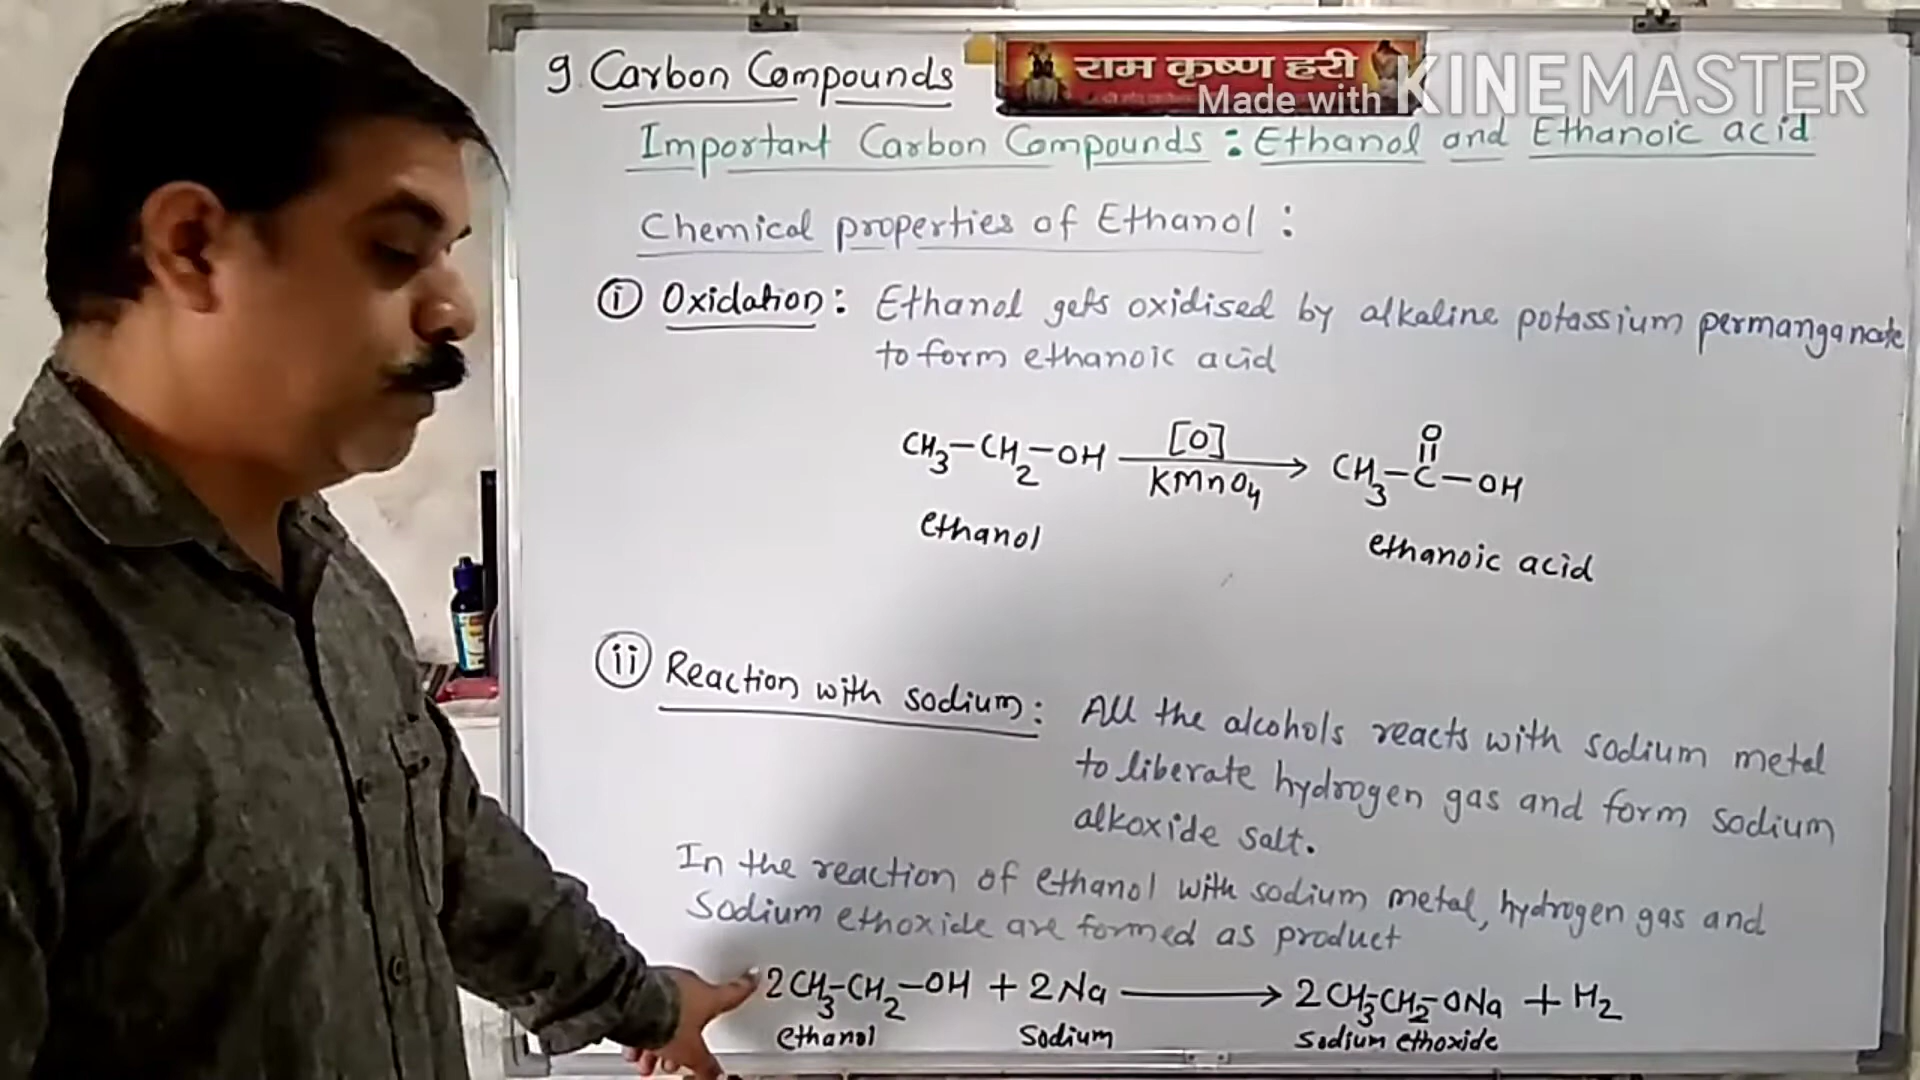 9. Carbon Compounds
राम कृष्ण हरी
Made with KINEMASTER
Important Carbon Compounds : Ethanol and Ethanoic acid
Chemical properties of Ethanol :
i Oxidation : Ethanol gets oxidised by alkaline potassium permanganate
to form ethanoic acid
CH₃-CH₂-OH [O] KMnO₄ → CH₃-C(=O)-OH
ethanol ethanoic acid
ii Reaction with sodium : All the alcohols reacts with sodium metal
to liberate hydrogen gas and form sodium
alkoxide salt.
In the reaction of ethanol with sodium metal, hydrogen gas and
Sodium ethoxide are formed as product
2CH₃-CH₂-OH + 2Na → 2CH₃CH₂-ONa + H₂
ethanol Sodium Sodium ethoxide